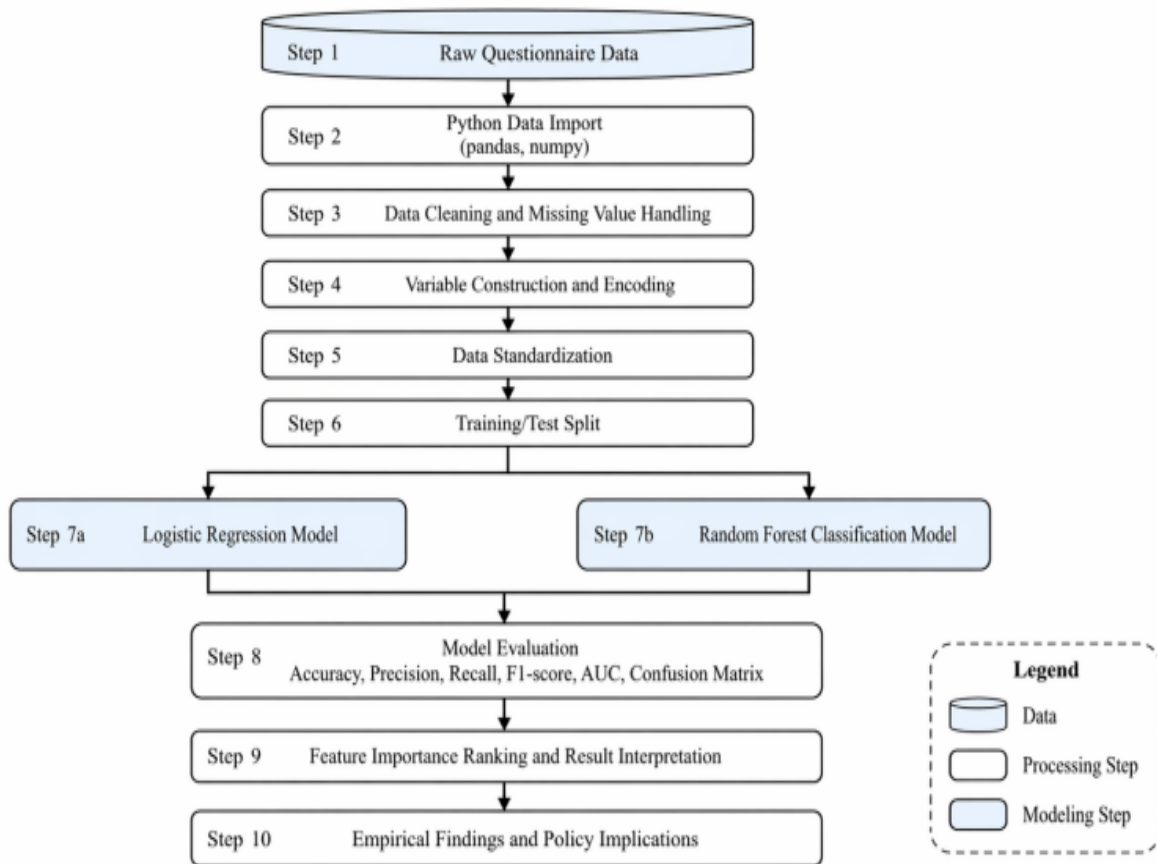 Step 1 Raw Questionnaire Data
Step 2 Python Data Import
(pandas, numpy)
Step 3 Data Cleaning and Missing Value Handling
Step 4 Variable Construction and Encoding
Step 5 Data Standardization
Step 6 Training/Test Split
Step 7a Logistic Regression Model
Step 7b Random Forest Classification Model
Step 8 Model Evaluation
Accuracy, Precision, Recall, F1-score, AUC, Confusion Matrix
Step 9 Feature Importance Ranking and Result Interpretation
Step 10 Empirical Findings and Policy Implications
Legend
Data
Processing Step
Modeling Step